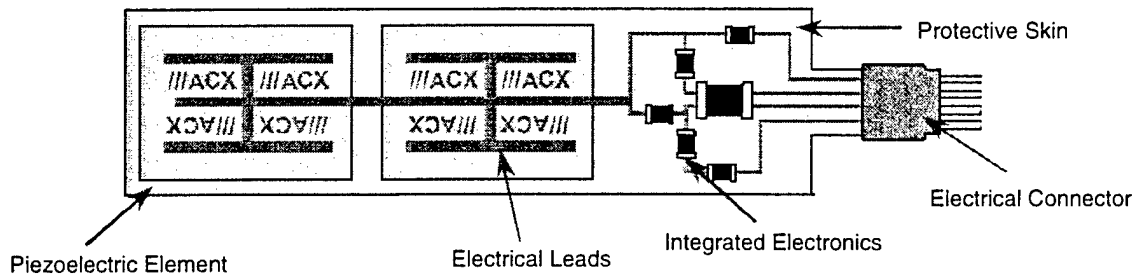 Protective Skin
///ACX ///ACX ///ACX ///ACX
///ACX ///ACX ///ACX ///ACX
Electrical Connector
Integrated Electronics
Electrical Leads
Piezoelectric Element